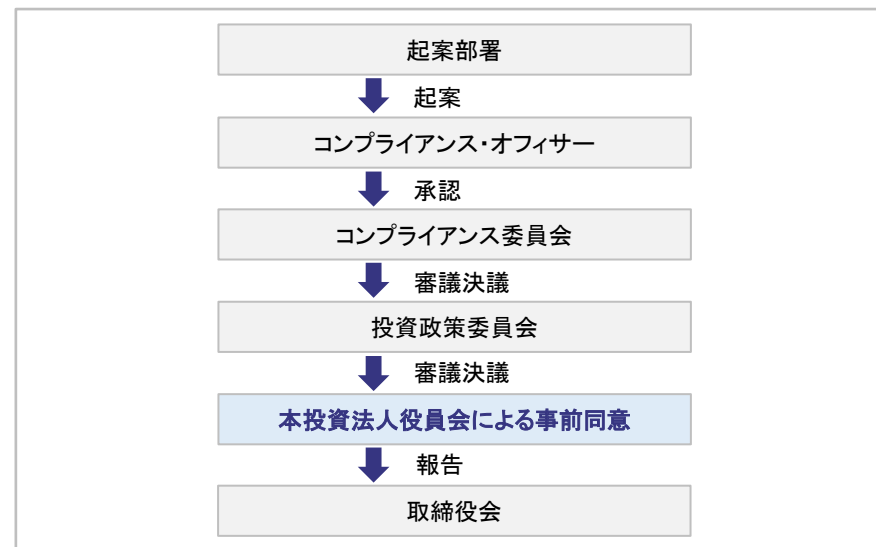 起案部署
起案
コンプライアンス・オフィサー
承認
コンプライアンス委員会
審議決議
投資政策委員会
審議決議
本投資法人役員会による事前同意
報告
取締役会